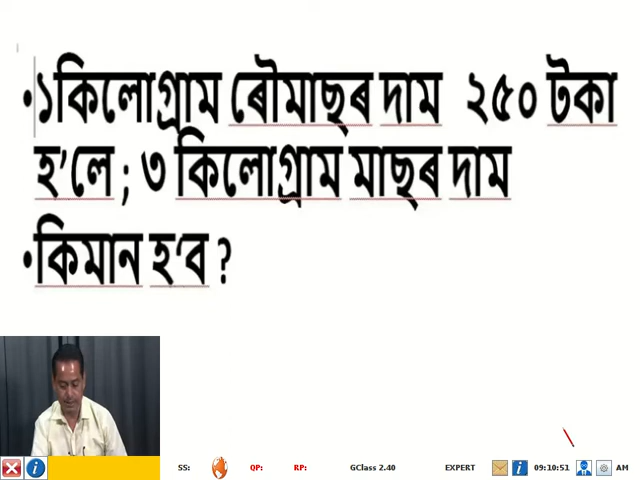 •১কিলোগ্ৰাম ৰৌমাছৰ দাম ২৫০ টকা
হ’লে ; ৩ কিলোগ্ৰাম মাছৰ দাম
•কিমান হ‘ব ?
SS: QP: RP: GClass 2.40 EXPERT 09:10:51 AM